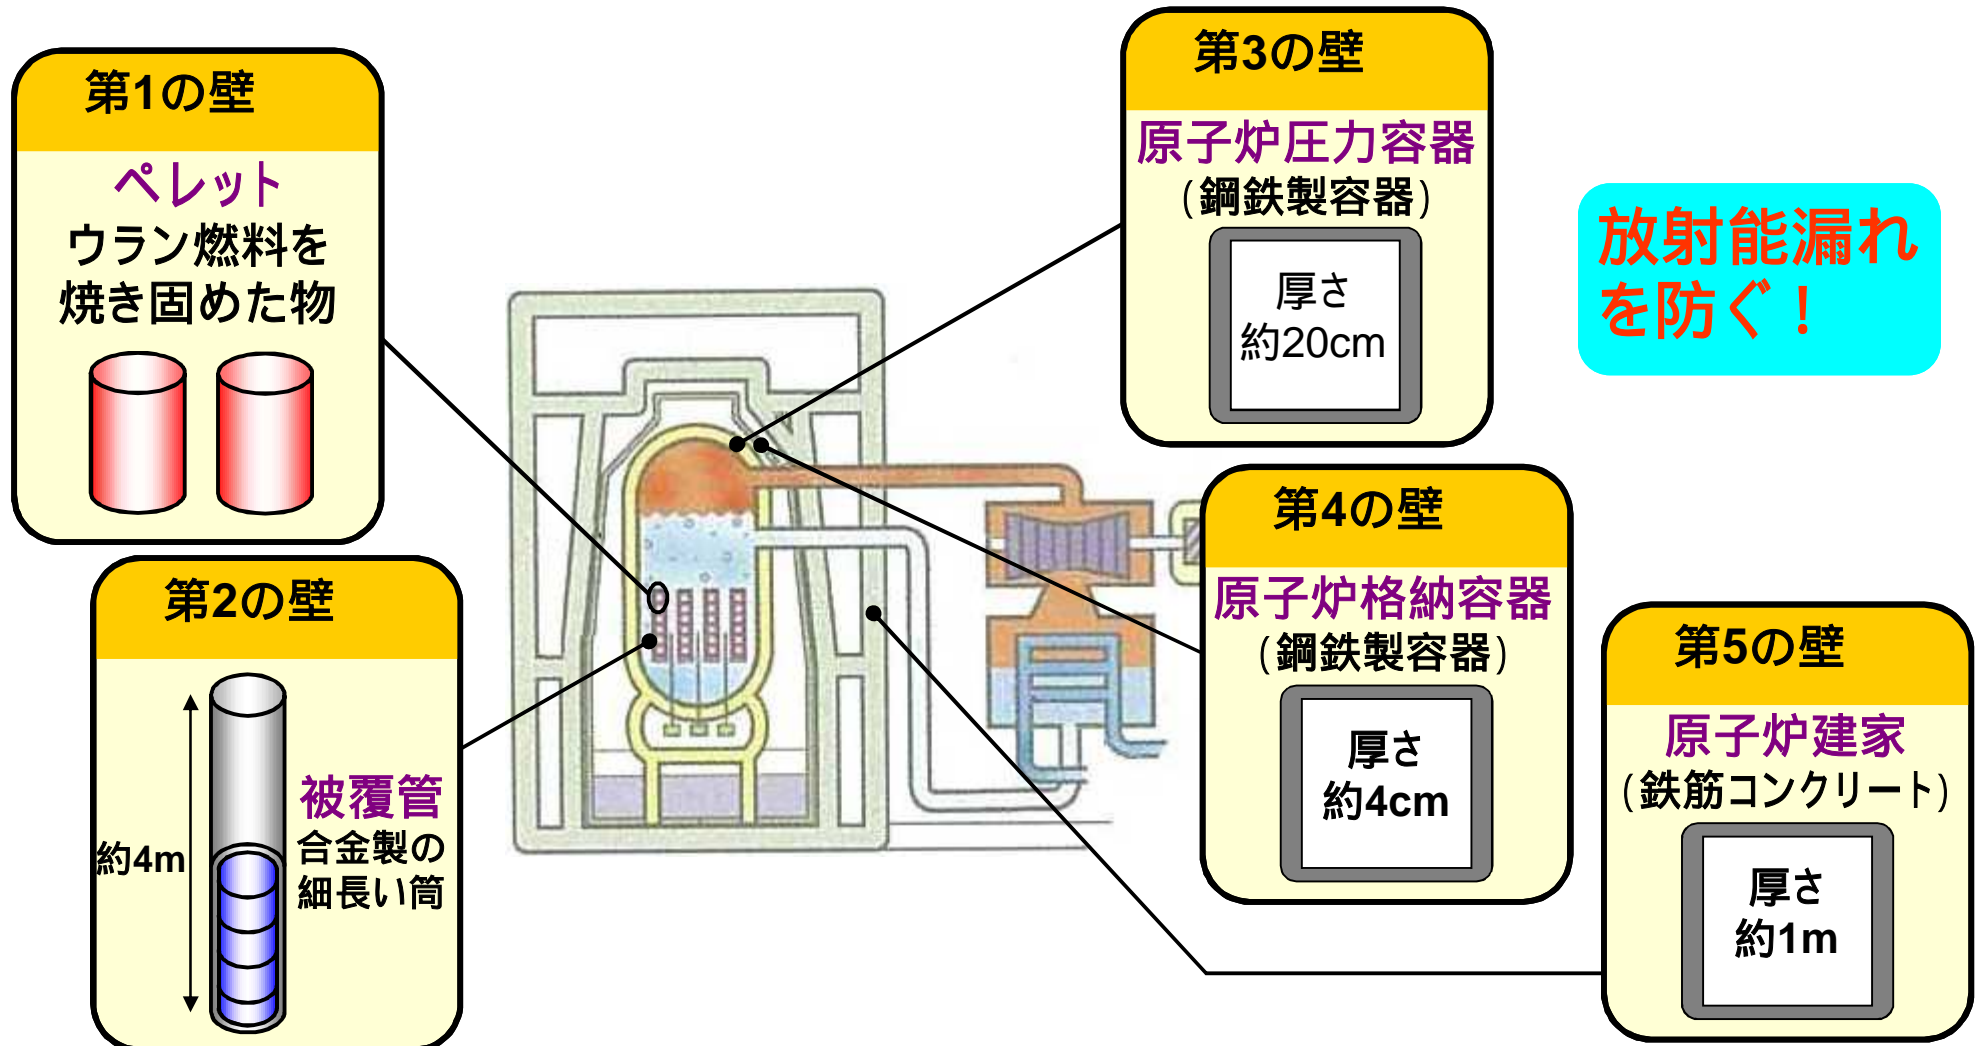 第1の壁
ペレット
ウラン燃料を
焼き固めた物
第2の壁
約4m
被覆管
合金製の
細長い筒
第3の壁
原子炉圧力容器
(鋼鉄製容器)
厚さ
約20cm
放射能漏れ
を防ぐ！
第4の壁
原子炉格納容器
(鋼鉄製容器)
厚さ
約4cm
第5の壁
原子炉建家
(鉄筋コンクリート)
厚さ
約1m